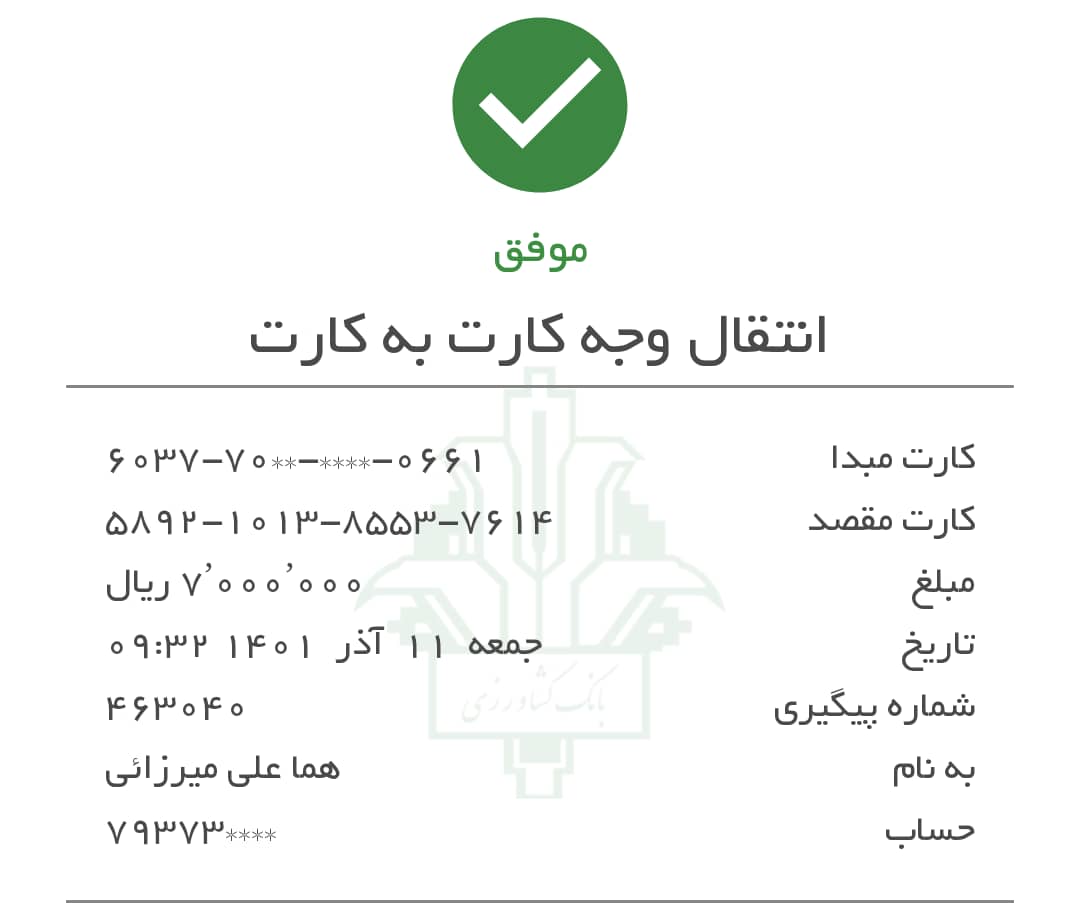 موفق
انتقال وجه کارت به کارت
کارت مبدا ۶۰۳۷-۷۰**-****-۰۶۶۱
کارت مقصد ۵۸۹۲-۱۰۱۳-۸۵۵۳-۷۶۱۴
مبلغ ۷٬۰۰۰٬۰۰۰ ریال
تاریخ جمعه ۱۱ آذر ۱۴۰۱ ۰۹:۳۲
شماره پیگیری ۴۶۳۰۴۰
به نام هما علی میرزائی
حساب ۷۹۳۷۳****
بانک کشاورزی